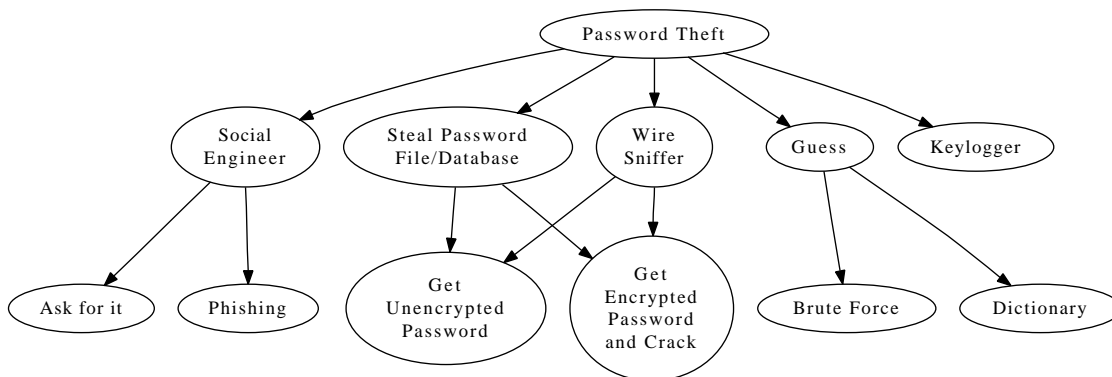 Password Theft
Social
Engineer
Steal Password
File/Database
Wire
Sniffer
Guess
Keylogger
Ask for it
Phishing
Get
Unencrypted
Password
Get
Encrypted
Password
and Crack
Brute Force
Dictionary